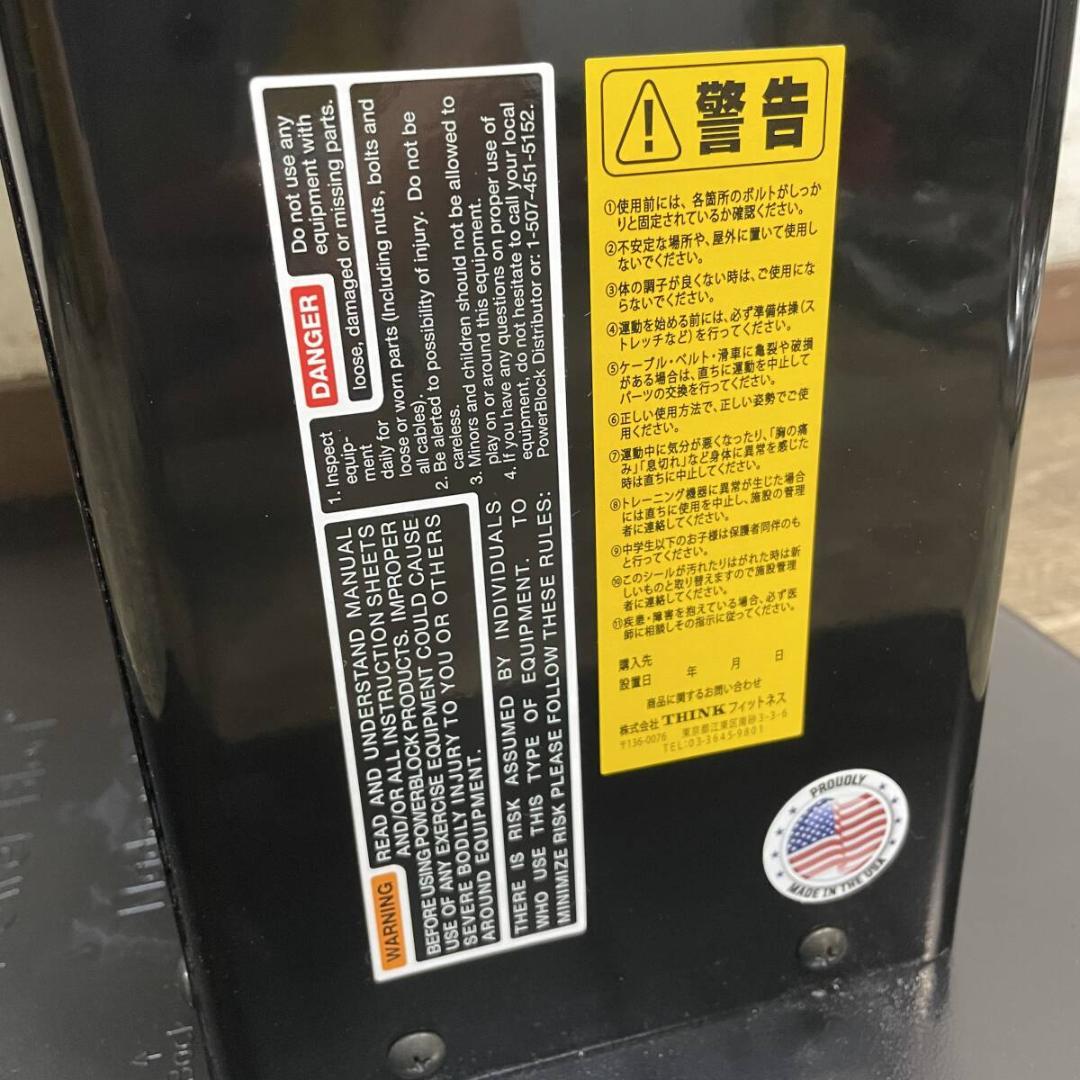 WARNING
READ AND UNDERSTAND MANUAL
AND/OR ALL INSTRUCTION SHEETS
BEFORE USING POWERBLOCK PRODUCTS. IMPROPER
USE OF ANY EXERCISE EQUIPMENT COULD CAUSE
SEVERE BODILY INJURY TO YOU OR OTHERS
AROUND EQUIPMENT.
THERE IS RISK ASSUMED BY INDIVIDUALS
WHO USE THIS TYPE OF EQUIPMENT. TO
MINIMIZE RISK PLEASE FOLLOW THESE RULES:
DANGER
Do not use any
equipment with
loose, damaged or missing parts.
1. Inspect
equip-
ment
daily for
loose or worn parts (including nuts, bolts and
all cables).
2. Be alerted to possibility of injury. Do not be
careless.
3. Minors and children should not be allowed to
play on or around this equipment.
4. If you have any questions on proper use of
equipment, do not hesitate to call your local
PowerBlock Distributor or: 1-507-451-5152.
警告
①使用前には、各箇所のボルトがしっか
りと固定されているか確認ください。
②不安定な場所や、屋外に置いて使用し
ないでください。
③体の調子が良くない時は、ご使用にな
らないでください。
④運動を始める前には、必ず準備体操(ス
トレッチなど)を行ってください。
⑤ケーブル・ベルト・滑車に亀裂や破損
がある場合は、直ちに運動を中止して
パーツの交換を行ってください。
⑥正しい使用方法で、正しい姿勢でご使
用ください。
⑦運動中に気分が悪くなったり、「胸の痛
み」「息切れ」など身体に異常を感じた
時は直ちに中止してください。
⑧トレーニング機器に異常が生じた場合
には直ちに使用を中止し、施設の管理
者に連絡してください。
⑨中学生以下のお子様は保護者同伴のも
と行ってください。
⑩このシールが汚れたりはがれた時は新
しいものと取り替えますので施設管理
者に連絡してください。
⑪疾患・障害を抱えている場合、必ず医
師に相談しその指示に従ってください。
購入先
設置日 年 月 日
商品に関するお問い合わせ
株式会社 THINK フィットネス
〒136-0076 東京都江東区南砂3-3-6
TEL:03-3645-9801
PROUDLY
MADE IN THE USA